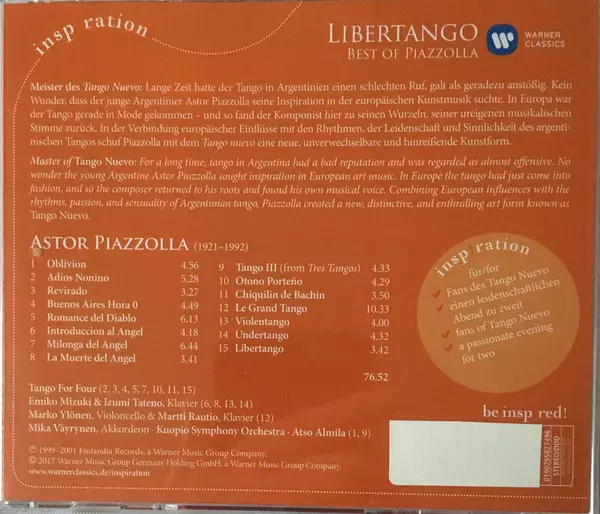 insp ration
LIBERTANGO
BEST OF PIAZZOLLA
WARNER
CLASSICS
Meister des Tango Nuevo: Lange Zeit hatte der Tango in Argentinien einen schlechten Ruf, galt als geradezu anstößig. Kein
Wunder, dass der junge Argentinier Astor Piazzolla seine Inspiration in der europäischen Kunstmusik suchte. In Europa war
der Tango gerade in Mode gekommen – und so fand der Komponist hier zu seinen Wurzeln, seiner ureigenen musikalischen
Stimme zurück. In der Verbindung europäischer Einflüsse mit den Rhythmen, der Leidenschaft und Sinnlichkeit des argenti-
nischen Tangos schuf Piazzolla mit dem Tango nuevo eine neue, unverwechselbare und hinreißende Kunstform.
Master of Tango Nuevo: For a long time, tango in Argentina had a bad reputation and was regarded as almost offensive. No
wonder the young Argentine Astor Piazzolla sought inspiration in European art music. In Europe the tango had just come into
fashion, and so the composer returned to his roots and found his own musical voice. Combining European influences with the
rhythms, passion, and sensuality of Argentinian tango, Piazzolla created a new, distinctive, and enthralling art form known as
Tango Nuevo.
ASTOR PIAZZOLLA (1921–1992)
1 Oblivion 4.56
2 Adios Nonino 5.28
3 Revirado 3.27
4 Buenos Aires Hora 0 4.49
5 Romance del Diablo 6.13
6 Introduccion al Angel 4.18
7 Milonga del Angel 6.44
8 La Muerte del Angel 3.41
9 Tango III (from Tres Tangos) 4.33
10 Otono Porteño 4.29
11 Chiquilin de Bachin 3.50
12 Le Grand Tango 10.33
13 Violentango 4.00
14 Undertango 4.32
15 Libertango 3.42
76.52
insp ration
für/for
Fans des Tango Nuevo
einen leidenschaftlichen
Abend zu zweit
fans of Tango Nuevo
a passionate evening
for two
Tango For Four (2, 3, 4, 5, 7, 10, 11, 15)
Emiko Mizuki & Izumi Tateno, Klavier (6, 8, 13, 14)
Marko Ylönen, Violoncello & Martti Rautio, Klavier (12)
Mika Väyrynen, Akkordeon · Kuopio Symphony Orchestra · Atso Almila (1, 9)
℗ 1999–2001 Finlandia Records, a Warner Music Group Company.
© 2017 Warner Music Group Germany Holding GmbH, a Warner Music Group Company.
www.warnerclassics.de/inspiration
be insp red!
0190295827496
STEREO/DDD